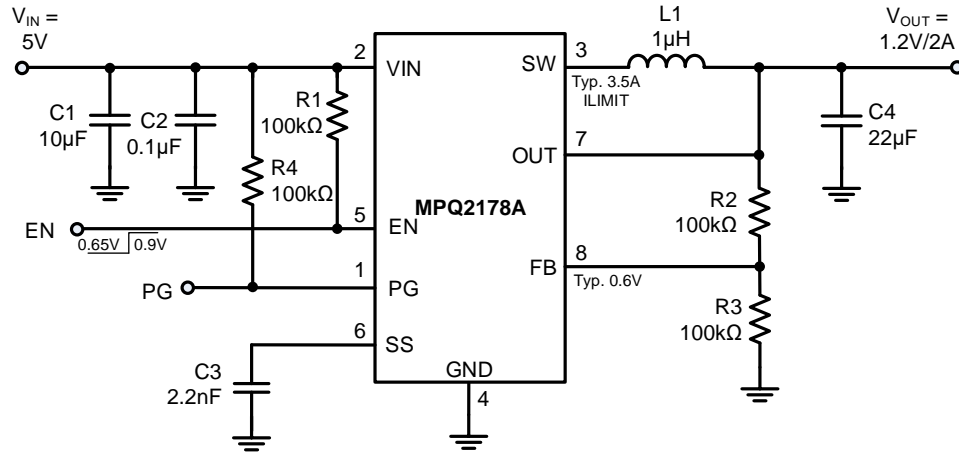 VIN =
5V
L1
1µH
VOUT =
1.2V/2A
2
VIN
SW
3
Typ. 3.5A
ILIMIT
C1
10µF
C2
0.1µF
R1
100kΩ
R4
100kΩ
C4
22µF
7
OUT
MPQ2178A
R2
100kΩ
EN
0.65V
0.9V
5
EN
8
FB
Typ. 0.6V
PG
1
PG
R3
100kΩ
6
SS
C3
2.2nF
GND
4